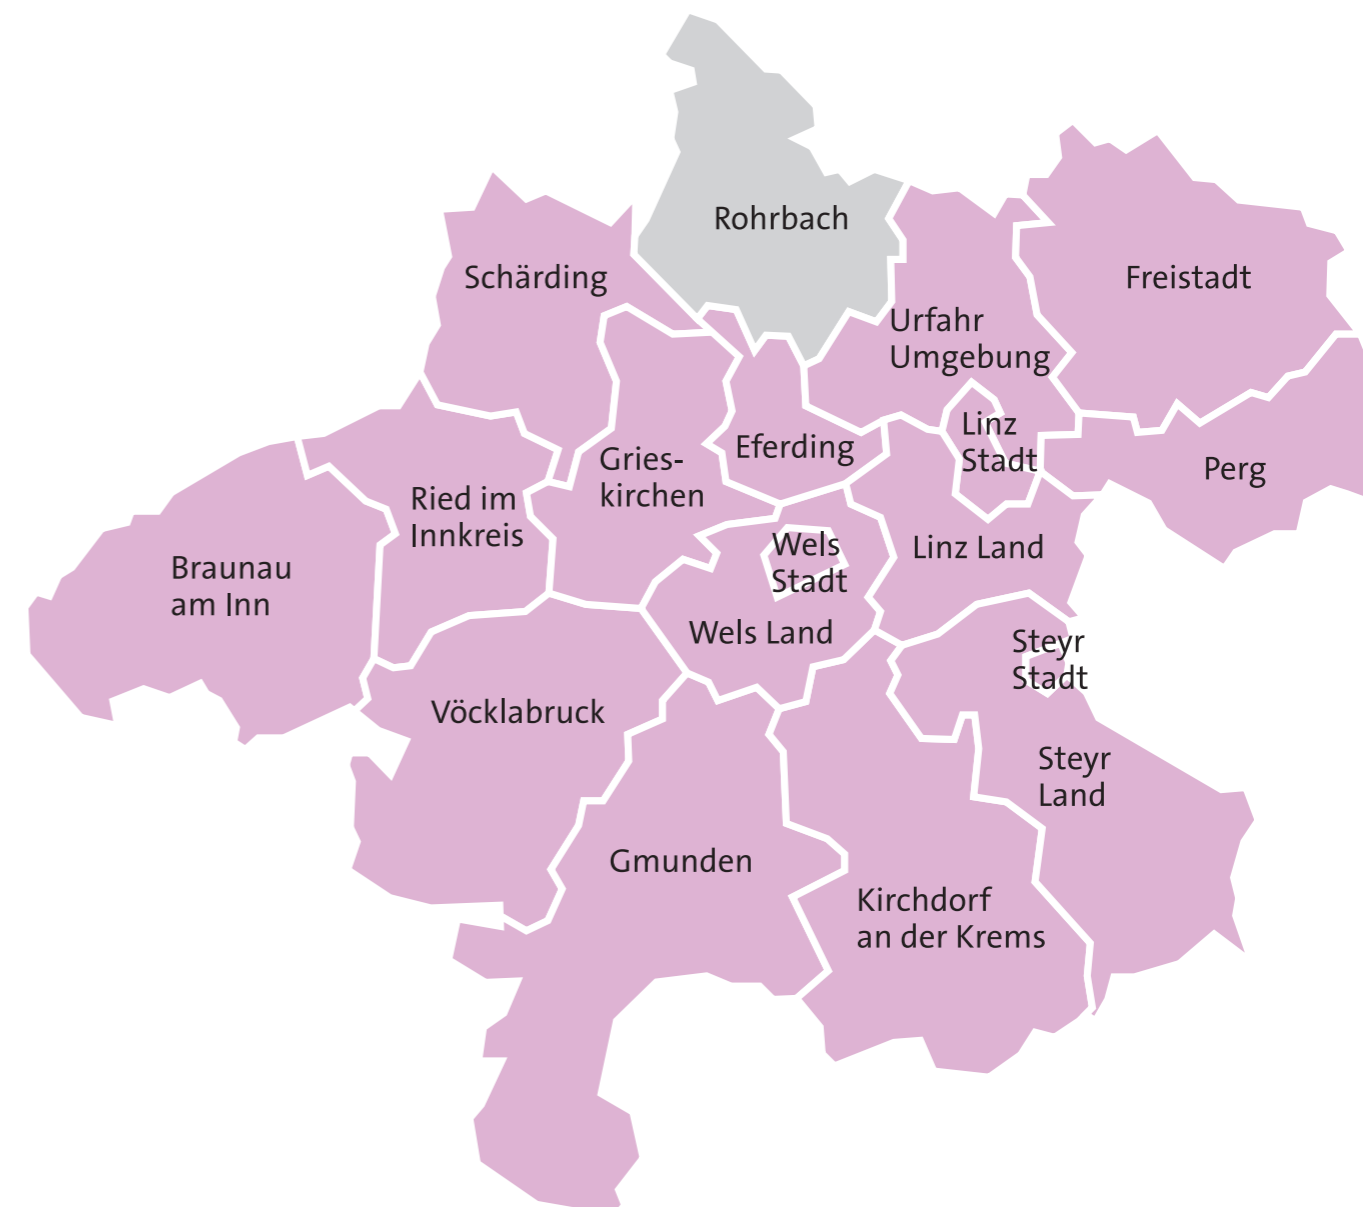 Rohrbach
Schärding
Freistadt
Urfahr
Umgebung
Linz
Stadt
Eferding
Gries-
kirchen
Perg
Ried im
Innkreis
Braunau
am Inn
Wels
Stadt
Linz Land
Wels Land
Steyr
Stadt
Vöcklabruck
Steyr
Land
Gmunden
Kirchdorf
an der Krems